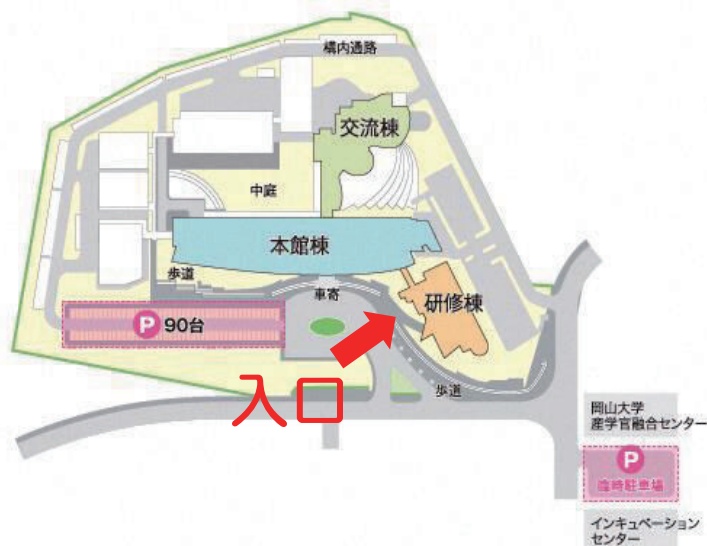 構内通路
交流棟
中庭
本館棟
歩道
車寄
研修棟
P 90台
入口
歩道
岡山大学
産学官融合センター
P
臨時駐車場
インキュベーション
センター